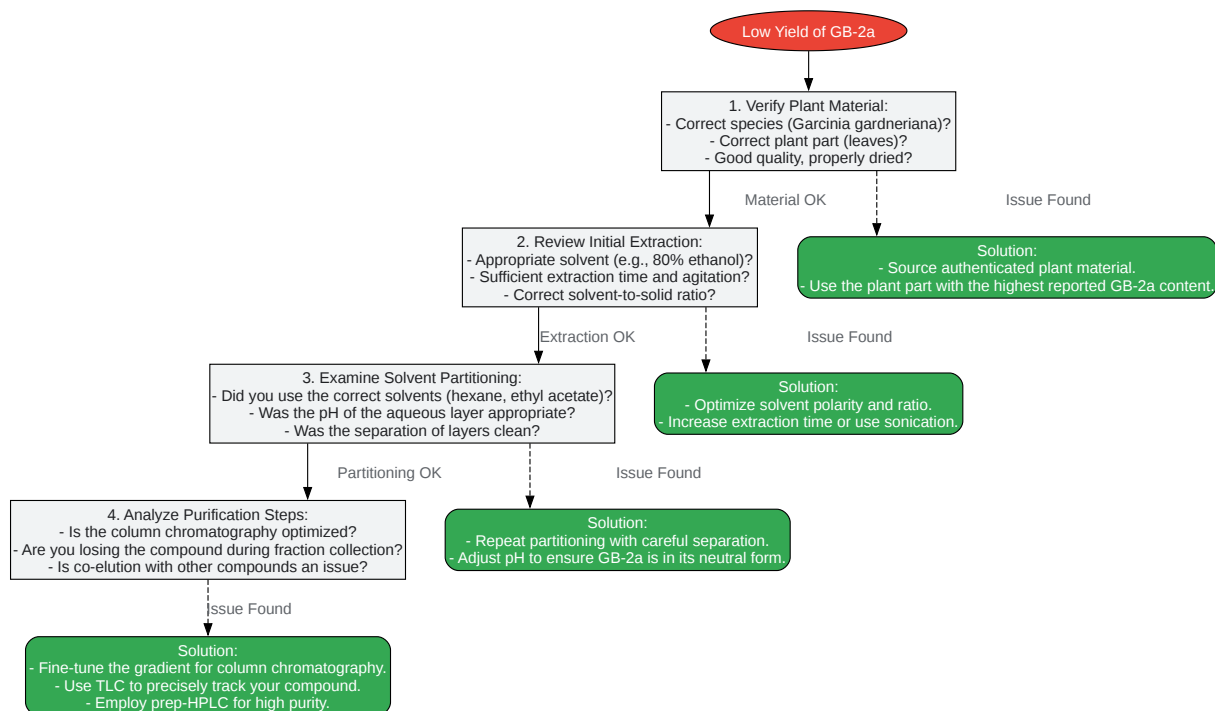 Low Yield of GB-2a
1. Verify Plant Material:
- Correct species (Garcinia gardneriana)?
- Correct plant part (leaves)?
- Good quality, properly dried?
Material OK
Issue Found
2. Review Initial Extraction:
- Appropriate solvent (e.g., 80% ethanol)?
- Sufficient extraction time and agitation?
- Correct solvent-to-solid ratio?
Solution:
- Source authenticated plant material.
- Use the plant part with the highest reported GB-2a content.
Extraction OK
Issue Found
3. Examine Solvent Partitioning:
- Did you use the correct solvents (hexane, ethyl acetate)?
- Was the pH of the aqueous layer appropriate?
- Was the separation of layers clean?
Solution:
- Optimize solvent polarity and ratio.
- Increase extraction time or use sonication.
Partitioning OK
Issue Found
4. Analyze Purification Steps:
- Is the column chromatography optimized?
- Are you losing the compound during fraction collection?
- Is co-elution with other compounds an issue?
Solution:
- Repeat partitioning with careful separation.
- Adjust pH to ensure GB-2a is in its neutral form.
Issue Found
Solution:
- Fine-tune the gradient for column chromatography.
- Use TLC to precisely track your compound.
- Employ prep-HPLC for high purity.